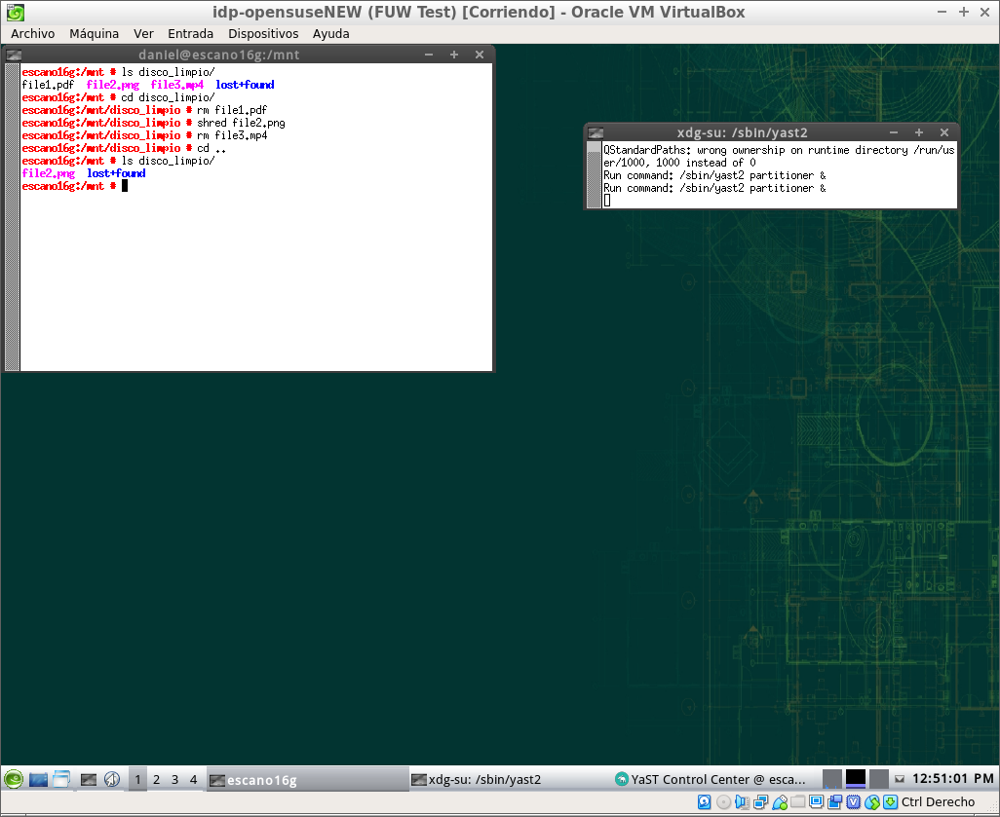 idp-opensuseNEW (FUW Test) [Corriendo] - Oracle VM VirtualBox
Archivo Máquina Ver Entrada Dispositivos Ayuda
daniel@escano16g:/mnt
escano16g:/mnt # ls disco_limpio/
file1.pdf file2.png file3.mp4 lost+found
escano16g:/mnt # cd disco_limpio/
escano16g:/mnt/disco_limpio # rm file1.pdf
escano16g:/mnt/disco_limpio # shred file2.png
escano16g:/mnt/disco_limpio # rm file3.mp4
escano16g:/mnt/disco_limpio # cd ..
escano16g:/mnt # ls disco_limpio/
file2.png lost+found
escano16g:/mnt #
xdg-su: /sbin/yast2
QStandardPaths: wrong ownership on runtime directory /run/us
er/1000, 1000 instead of 0
Run command: /sbin/yast2 partitioner &
Run command: /sbin/yast2 partitioner &
1 2 3 4 escano16g xdg-su: /sbin/yast2 YaST Control Center @ esca... 12:51:01 PM
Ctrl Derecho